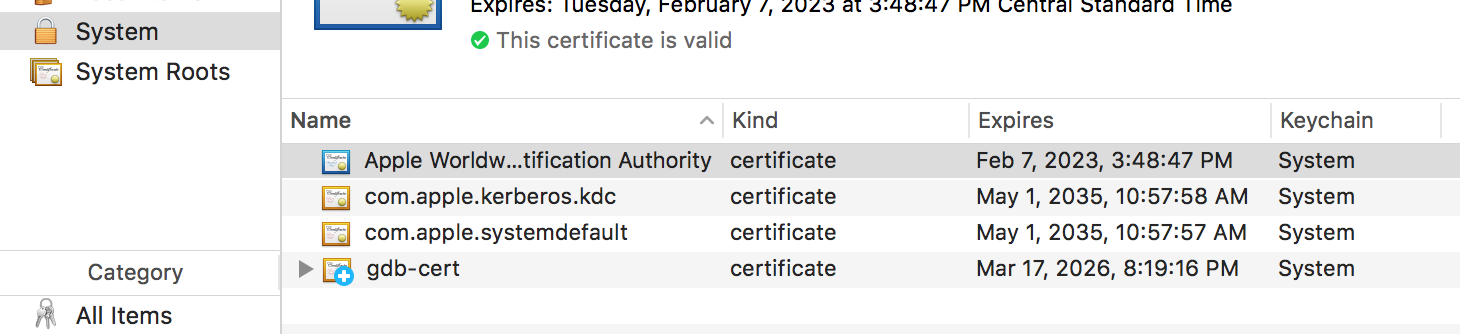 Expires: Tuesday, February 7, 2023 at 3:48:47 PM Central Standard Time
System
This certificate is valid
System Roots
Name Kind Expires Keychain
Apple Worldw...tification Authority certificate Feb 7, 2023, 3:48:47 PM System
com.apple.kerberos.kdc certificate May 1, 2035, 10:57:58 AM System
com.apple.systemdefault certificate May 1, 2035, 10:57:57 AM System
gdb-cert certificate Mar 17, 2026, 8:19:16 PM System
Category
All Items